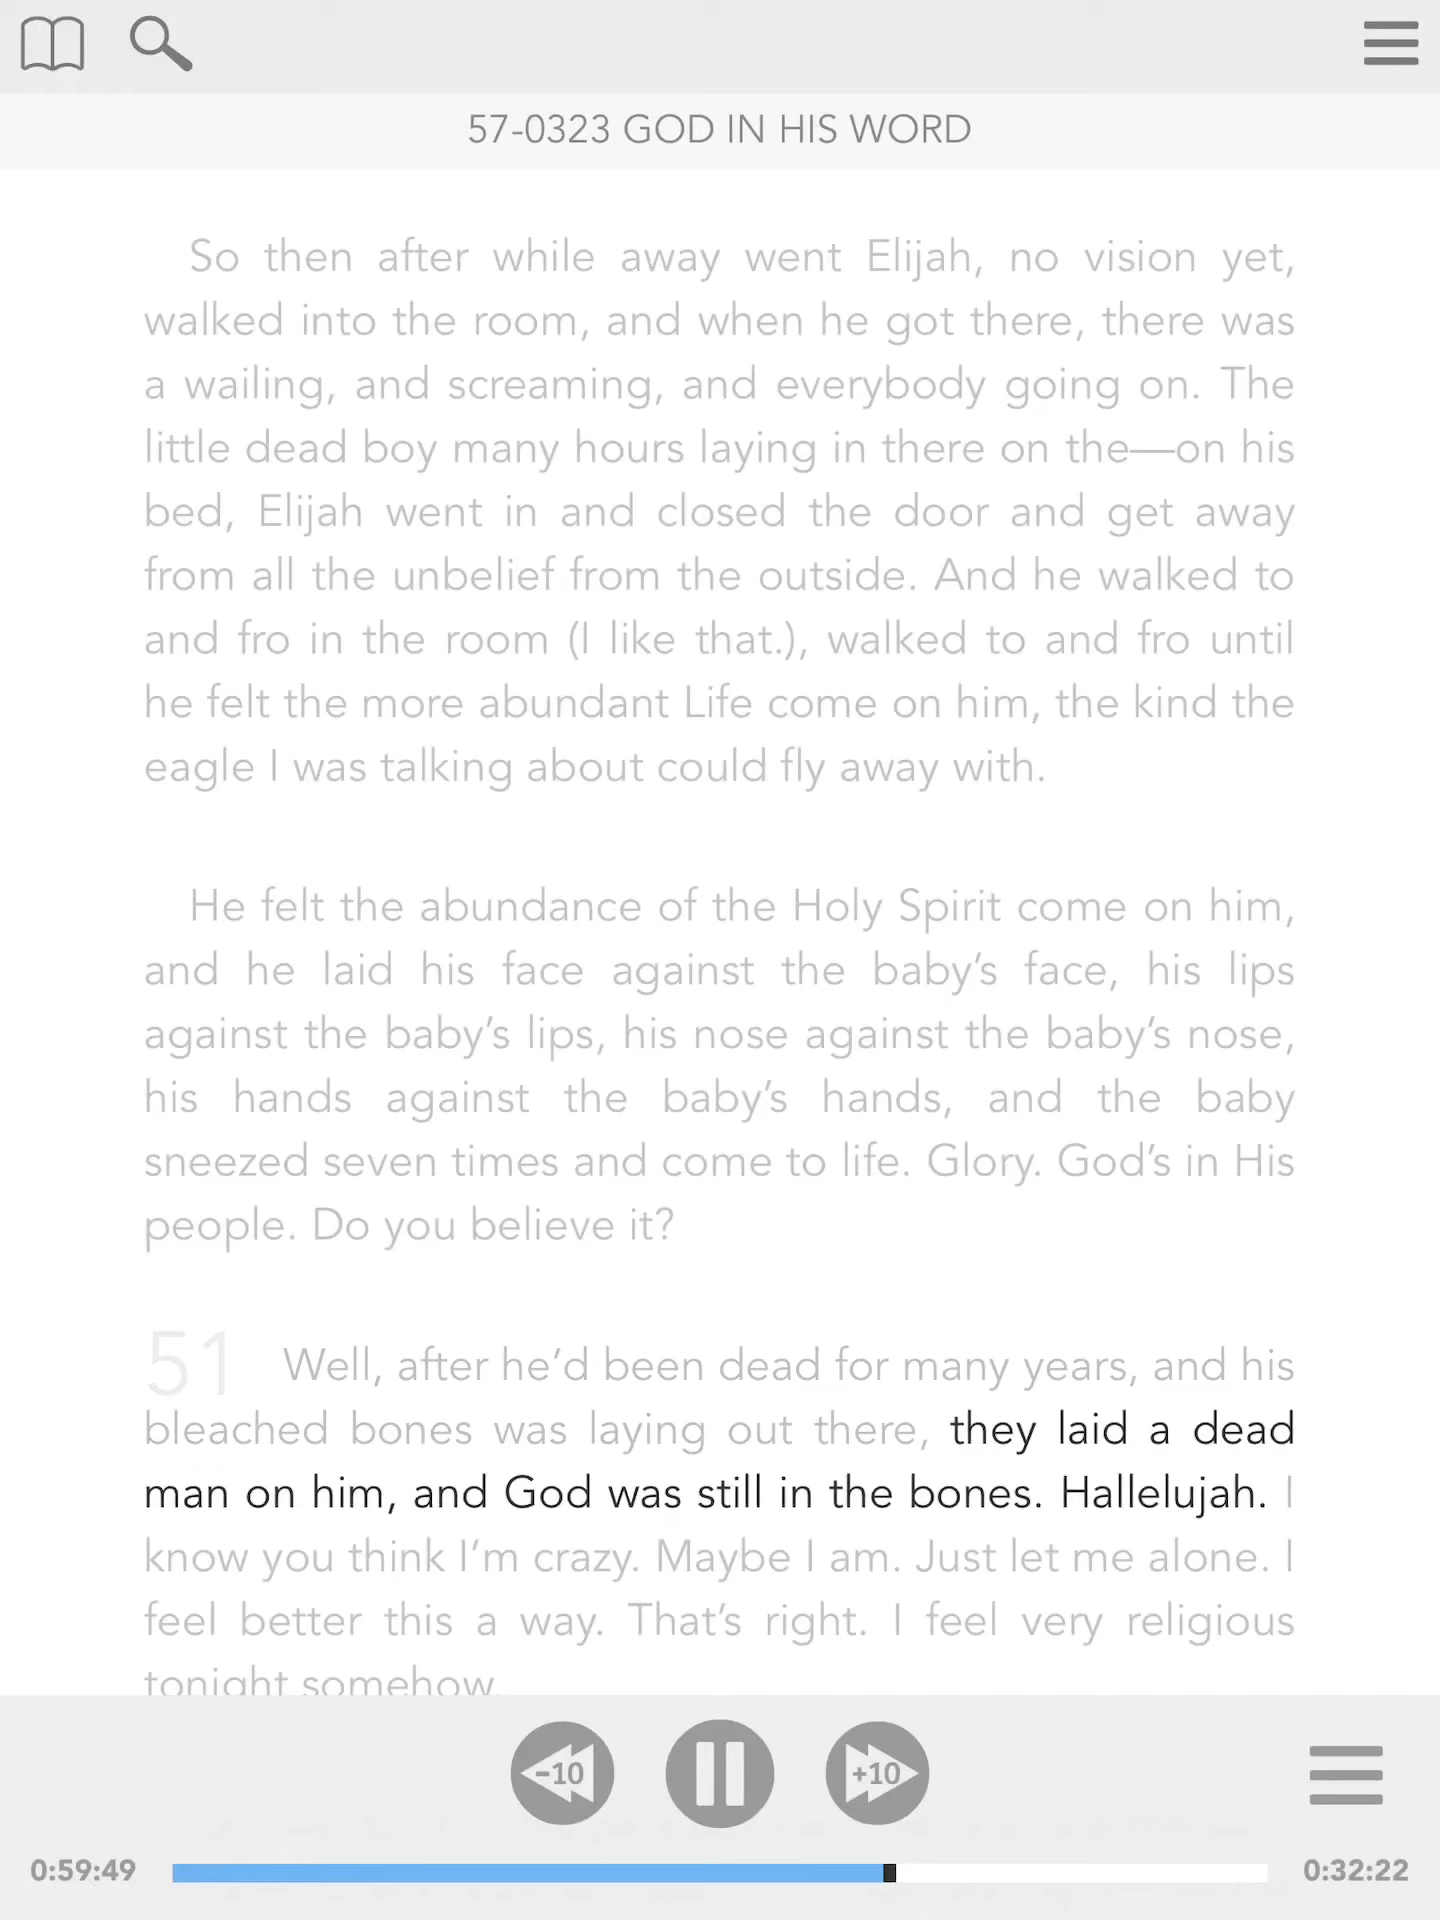 57-0323 GOD IN HIS WORD
So then after while away went Elijah, no vision yet,
walked into the room, and when he got there, there was
a wailing, and screaming, and everybody going on. The
little dead boy many hours laying in there on the—on his
bed, Elijah went in and closed the door and get away
from all the unbelief from the outside. And he walked to
and fro in the room (I like that.), walked to and fro until
he felt the more abundant Life come on him, the kind the
eagle I was talking about could fly away with.
He felt the abundance of the Holy Spirit come on him,
and he laid his face against the baby’s face, his lips
against the baby’s lips, his nose against the baby’s nose,
his hands against the baby’s hands, and the baby
sneezed seven times and come to life. Glory. God’s in His
people. Do you believe it?
51 Well, after he’d been dead for many years, and his
bleached bones was laying out there, they laid a dead
man on him, and God was still in the bones. Hallelujah. I
know you think I’m crazy. Maybe I am. Just let me alone. I
feel better this a way. That’s right. I feel very religious
tonight somehow.
-10
+10
0:59:49
0:32:22